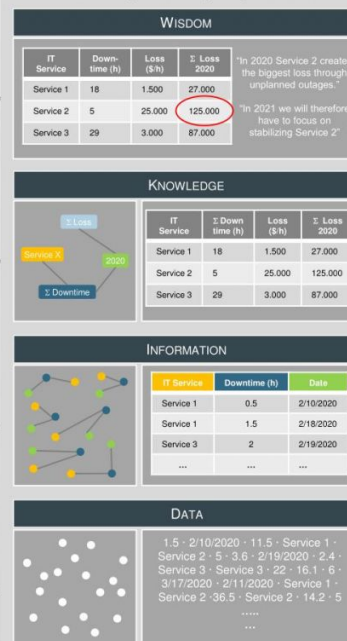 WISDOM
IT Service Down-time (h) Loss ($/h) Σ Loss 2020
Service 1 18 1.500 27.000
Service 2 5 25.000 125.000
Service 3 29 3.000 87.000
"In 2020 Service 2 create
the biggest loss through
unplanned outages."
"In 2021 we will therefore
have to focus on
stabilizing Service 2"
KNOWLEDGE
Σ Loss
Service X
2020
Σ Downtime
IT Service Σ Down time (h) Loss ($/h) Σ Loss 2020
Service 1 18 1.500 27.000
Service 2 5 25.000 125.000
Service 3 29 3.000 87.000
INFORMATION
IT Service Downtime (h) Date
Service 1 0.5 2/10/2020
Service 1 1.5 2/18/2020
Service 3 2 2/19/2020
... ... ...
DATA
1.5 · 2/10/2020 · 11.5 · Service 1 ·
Service 2 · 5 · 3.6 · 2/19/2020 · 2.4 ·
Service 3 · Service 3 · 22 · 16.1 · 6 ·
3/17/2020 · 2/11/2020 · Service 1 ·
Service 2 ·36.5 · Service 2 · 14.2 · 5
.....
...